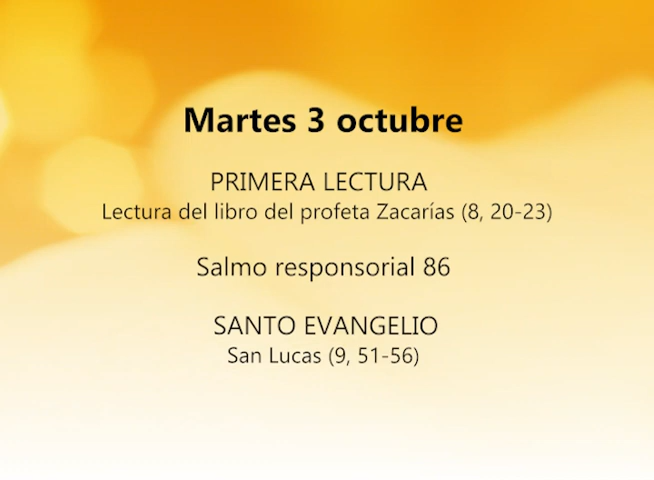 Martes 3 octubre
PRIMERA LECTURA
Lectura del libro del profeta Zacarías (8, 20-23)
Salmo responsorial 86
SANTO EVANGELIO
San Lucas (9, 51-56)